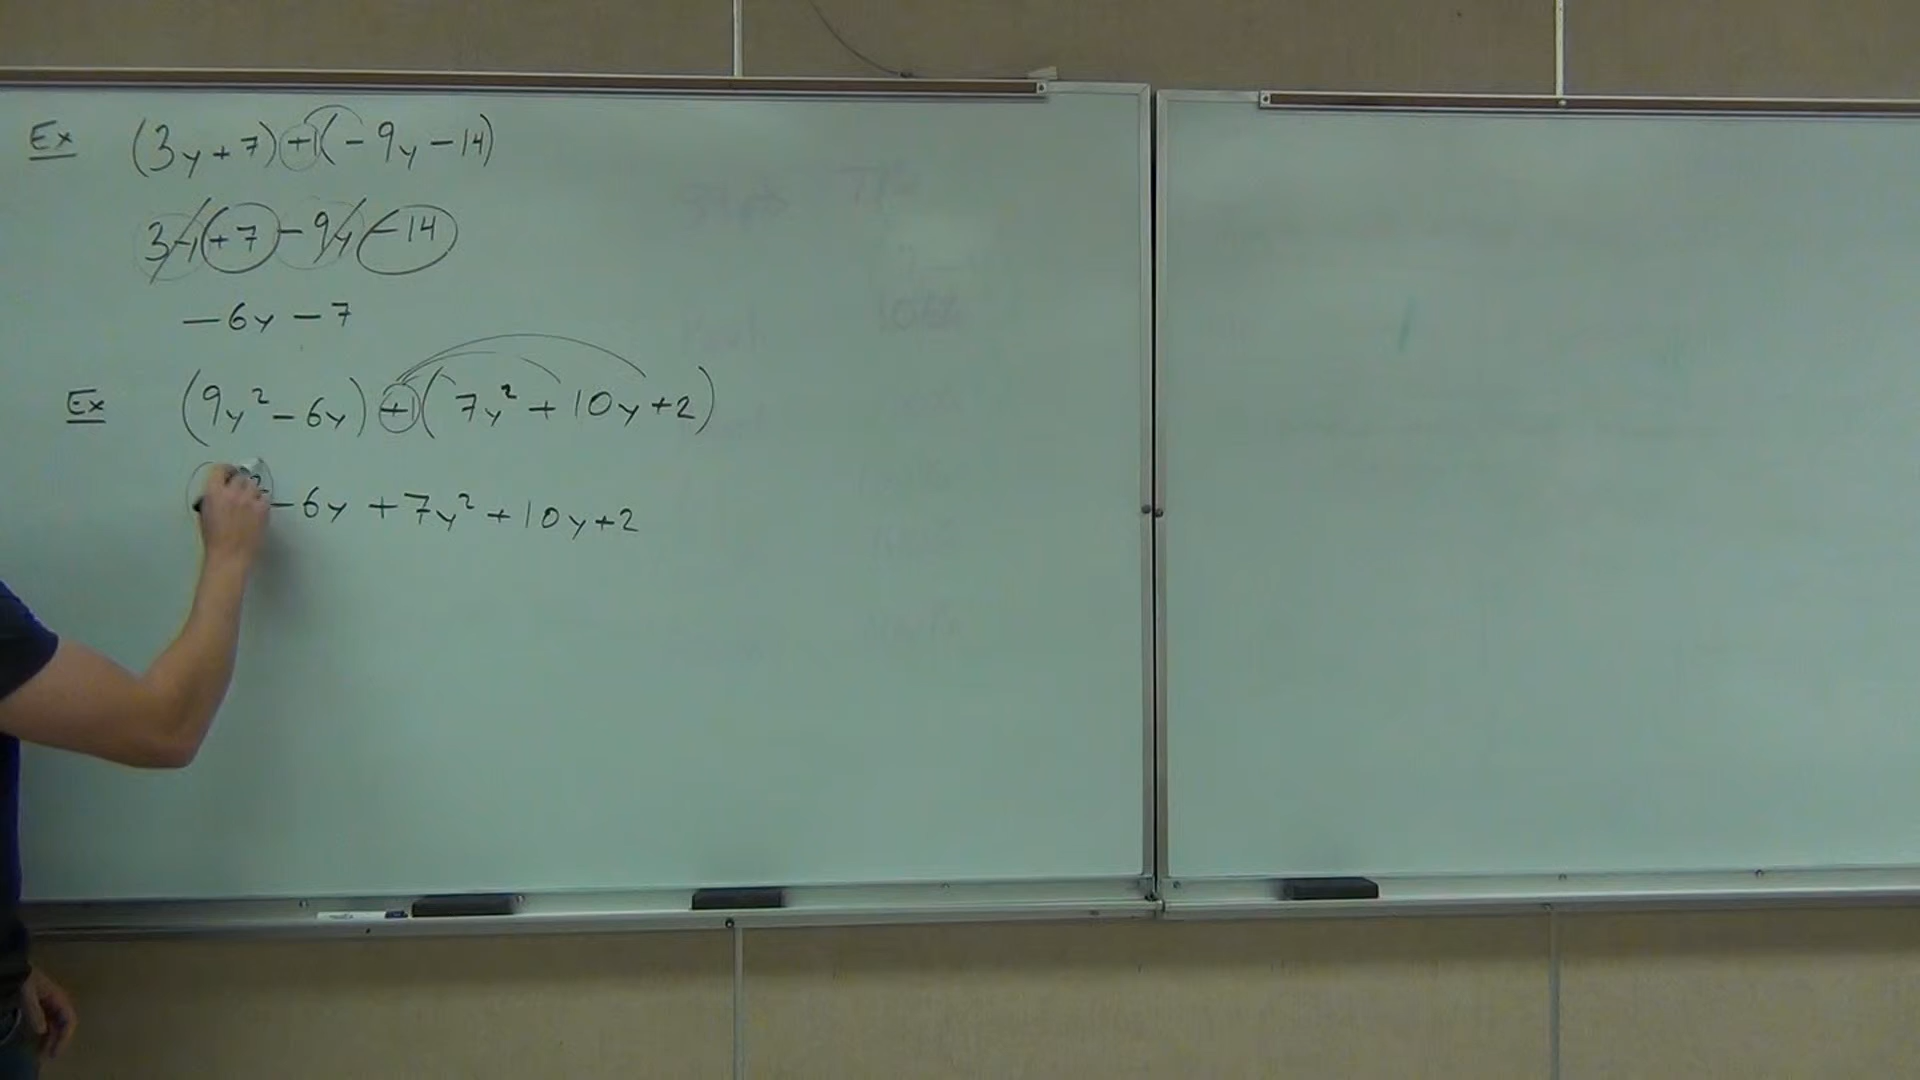 Ex (3y+7)+1(-9y-14)
3y+7-9y-14
-6y-7
Ex (9y²-6y)+1(7y²+10y+2)
²-6y+7y²+10y+2